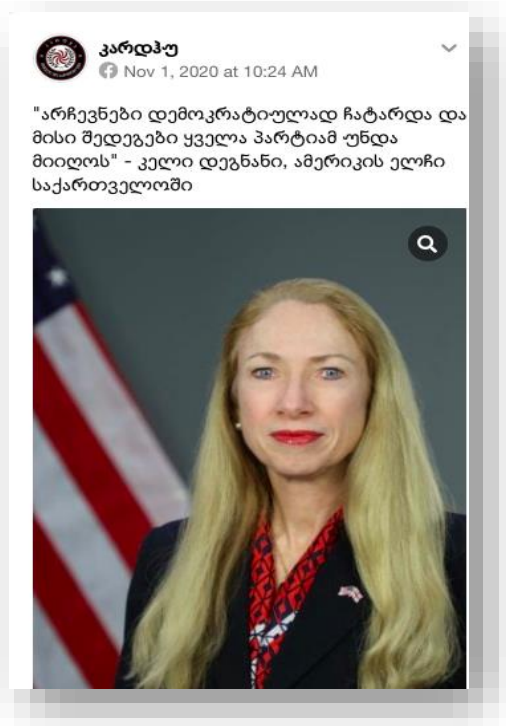 კარდჰუ
Nov 1, 2020 at 10:24 AM
"არჩევნები დემოკრატიულად ჩატარდა და
მისი შედეგები ყველა პარტიამ უნდა
მიიღოს" - კელი დეგნანი, ამერიკის ელჩი
საქართველოში